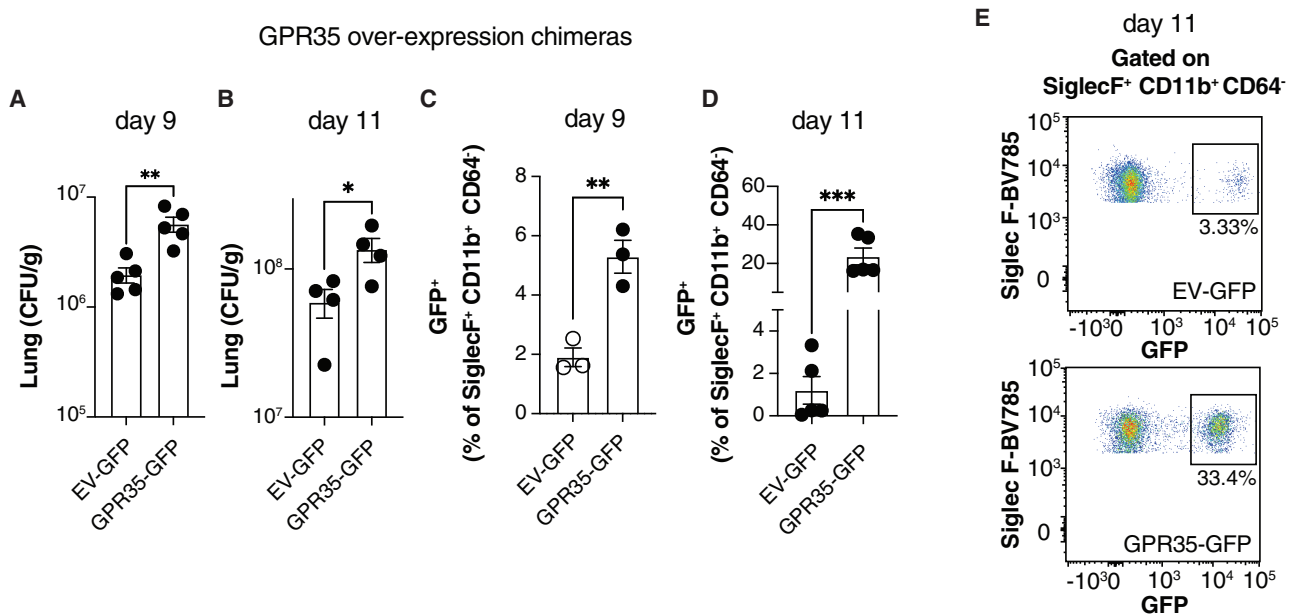 GPR35 over-expression chimeras
A
day 9
**
Lung (CFU/g)
10⁷
10⁶
10⁵
EV-GFP
GPR35-GFP
B
day 11
*
Lung (CFU/g)
10⁸
10⁷
EV-GFP
GPR35-GFP
C
day 9
**
GFP⁺
(% of SiglecF⁺ CD11b⁺ CD64⁻)
8
6
4
2
0
EV-GFP
GPR35-GFP
D
day 11
***
GFP⁺
(% of SiglecF⁺ CD11b⁺ CD64⁻)
60
40
20
4
2
0
EV-GFP
GPR35-GFP
E
day 11
Gated on
SiglecF⁺ CD11b⁺ CD64⁻
Siglec F-BV785
10⁵
10⁴
10³
0
3.33%
EV-GFP
-10³0 10³ 10⁴ 10⁵
GFP
Siglec F-BV785
10⁵
10⁴
10³
0
33.4%
GPR35-GFP
-10³0 10³ 10⁴ 10⁵
GFP